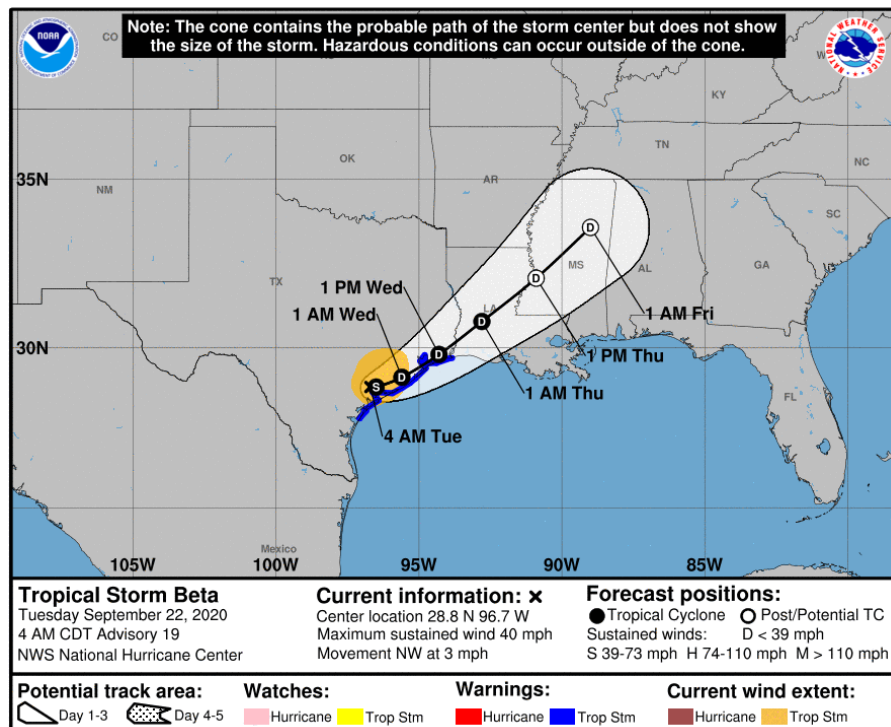 Note: The cone contains the probable path of the storm center but does not show
the size of the storm. Hazardous conditions can occur outside of the cone.
NOAA
NATIONAL WEATHER SERVICE
CO
KY
OK
TN
NC
35N
NM
AR
SC
TX
MS
AL
GA
1 PM Wed
LA
1 AM Wed
D
D
D
D
D
S
1 AM Fri
30N
1 PM Thu
1 AM Thu
FL
4 AM Tue
Mexico
105W
100W
95W
90W
85W
Tropical Storm Beta
Tuesday September 22, 2020
4 AM CDT Advisory 19
NWS National Hurricane Center
Current information: ×
Center location 28.8 N 96.7 W
Maximum sustained wind 40 mph
Movement NW at 3 mph
Forecast positions:
Tropical Cyclone Post/Potential TC
Sustained winds: D < 39 mph
S 39-73 mph H 74-110 mph M > 110 mph
Potential track area:
Day 1-3 Day 4-5
Watches:
Hurricane Trop Stm
Warnings:
Hurricane Trop Stm
Current wind extent:
Hurricane Trop Stm